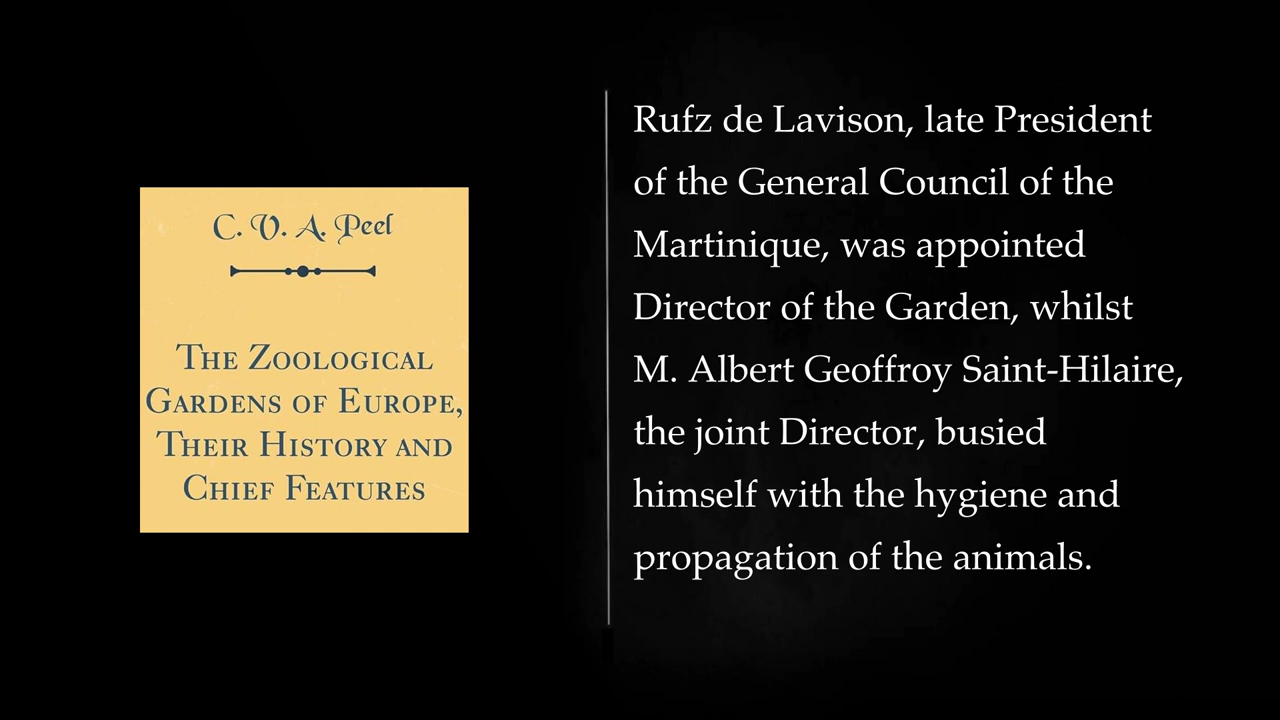 C. V. A. Peel
The Zoological
Gardens of Europe,
Their History and
Chief Features
Rufz de Lavison, late President
of the General Council of the
Martinique, was appointed
Director of the Garden, whilst
M. Albert Geoffroy Saint-Hilaire,
the joint Director, busied
himself with the hygiene and
propagation of the animals.